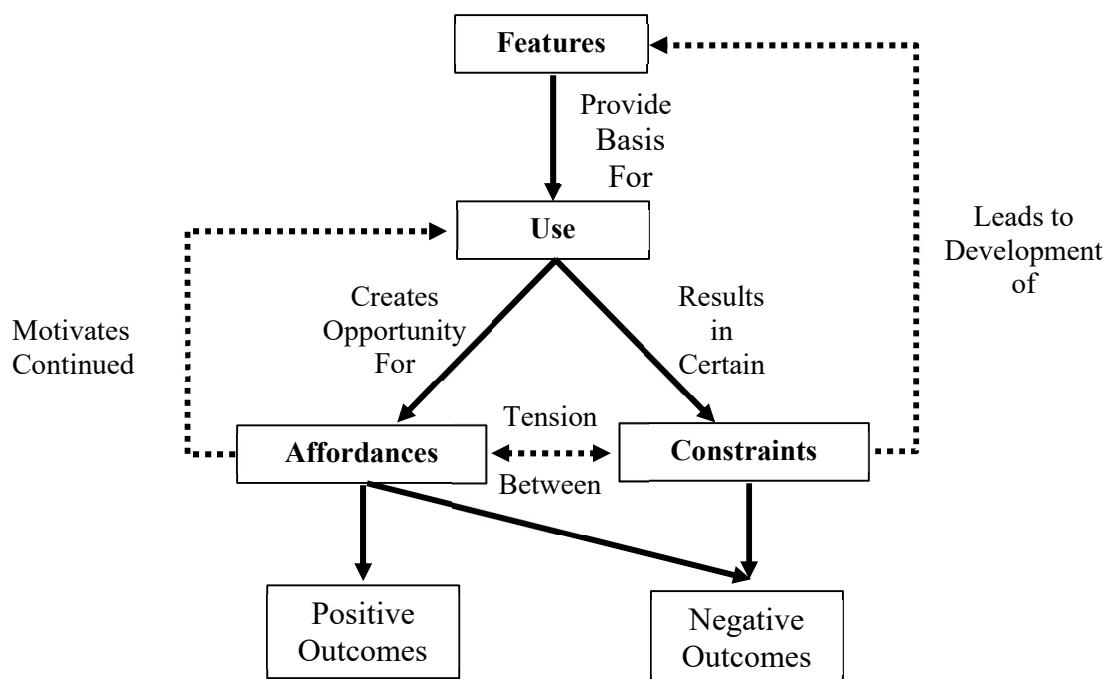 Features
Provide
Basis
For
Use
Leads to
Development
of
Creates
Opportunity
For
Results
in
Certain
Motivates
Continued
Tension
Affordances
Constraints
Between
Positive
Outcomes
Negative
Outcomes